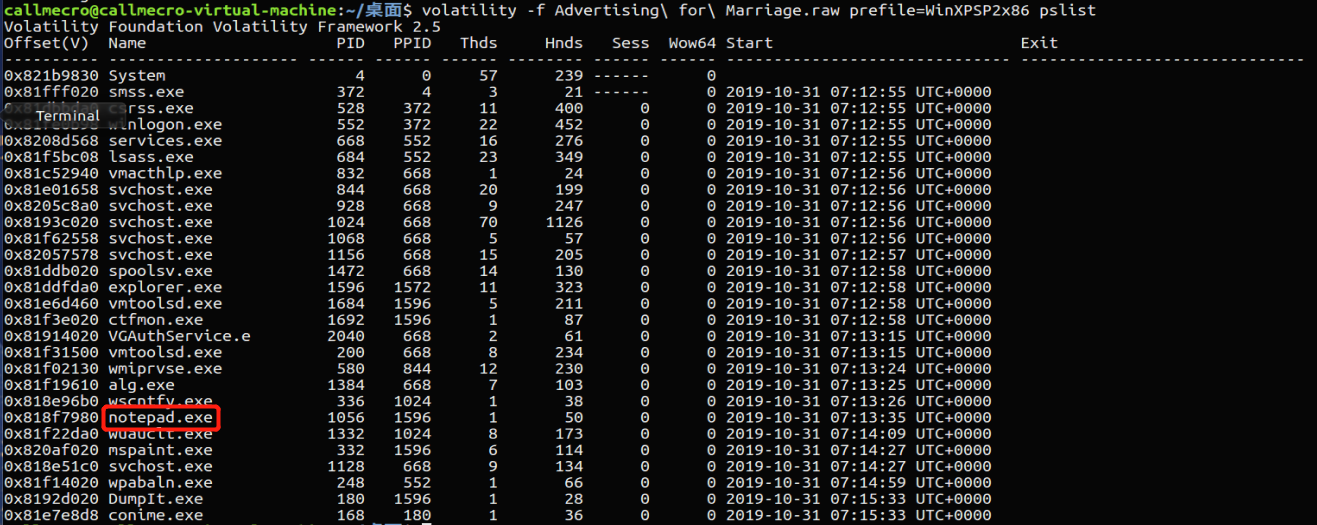 callmecro@callmecro-virtual-machine:~/桌面$ volatility -f Advertising\ for\ Marriage.raw prefile=WinXPSP2x86 pslist
Volatility Foundation Volatility Framework 2.5
Offset(V) Name PID PPID Thds Hnds Sess Wow64 Start Exit
---------- -------------------- ------ ------ ------ -------- ------ ------ ------------------------------ ------------------------------
0x821b9830 System 4 0 57 239 ------ 0
0x81fff020 smss.exe 372 4 3 21 ------ 0 2019-10-31 07:12:55 UTC+0000
csrss.exe 528 372 11 400 0 0 2019-10-31 07:12:55 UTC+0000
Terminal
winlogon.exe 552 372 22 452 0 0 2019-10-31 07:12:55 UTC+0000
0x8208d568 services.exe 668 552 16 276 0 0 2019-10-31 07:12:55 UTC+0000
0x81f5bc08 lsass.exe 684 552 23 349 0 0 2019-10-31 07:12:55 UTC+0000
0x81c52940 vmacthlp.exe 832 668 1 24 0 0 2019-10-31 07:12:56 UTC+0000
0x81e01658 svchost.exe 844 668 20 199 0 0 2019-10-31 07:12:56 UTC+0000
0x8205c8a0 svchost.exe 928 668 9 247 0 0 2019-10-31 07:12:56 UTC+0000
0x8193c020 svchost.exe 1024 668 70 1126 0 0 2019-10-31 07:12:56 UTC+0000
0x81f62558 svchost.exe 1068 668 5 57 0 0 2019-10-31 07:12:56 UTC+0000
0x82057578 svchost.exe 1156 668 15 205 0 0 2019-10-31 07:12:57 UTC+0000
0x81ddb020 spoolsv.exe 1472 668 14 130 0 0 2019-10-31 07:12:58 UTC+0000
0x81ddfda0 explorer.exe 1596 1572 11 323 0 0 2019-10-31 07:12:58 UTC+0000
0x81e6d460 vmtoolsd.exe 1684 1596 5 211 0 0 2019-10-31 07:12:58 UTC+0000
0x81f3e020 ctfmon.exe 1692 1596 1 87 0 0 2019-10-31 07:12:58 UTC+0000
0x81914020 VGAuthService.e 2040 668 2 61 0 0 2019-10-31 07:13:15 UTC+0000
0x81f31500 vmtoolsd.exe 200 668 8 234 0 0 2019-10-31 07:13:15 UTC+0000
0x81f02130 wmiprvse.exe 580 844 12 230 0 0 2019-10-31 07:13:24 UTC+0000
0x81f19610 alg.exe 1384 668 7 103 0 0 2019-10-31 07:13:25 UTC+0000
0x818e96b0 wscntfy.exe 336 1024 1 38 0 0 2019-10-31 07:13:26 UTC+0000
0x818f7980 notepad.exe 1056 1596 1 50 0 0 2019-10-31 07:13:35 UTC+0000
0x81f22da0 wuauclt.exe 1332 1024 8 173 0 0 2019-10-31 07:14:09 UTC+0000
0x820af020 mspaint.exe 332 1596 6 114 0 0 2019-10-31 07:14:27 UTC+0000
0x818e51c0 svchost.exe 1128 668 9 134 0 0 2019-10-31 07:14:27 UTC+0000
0x81f14020 wpabaln.exe 248 552 1 66 0 0 2019-10-31 07:14:59 UTC+0000
0x8192d020 DumpIt.exe 180 1596 1 28 0 0 2019-10-31 07:15:33 UTC+0000
0x81e7e8d8 conime.exe 168 180 1 36 0 0 2019-10-31 07:15:33 UTC+0000